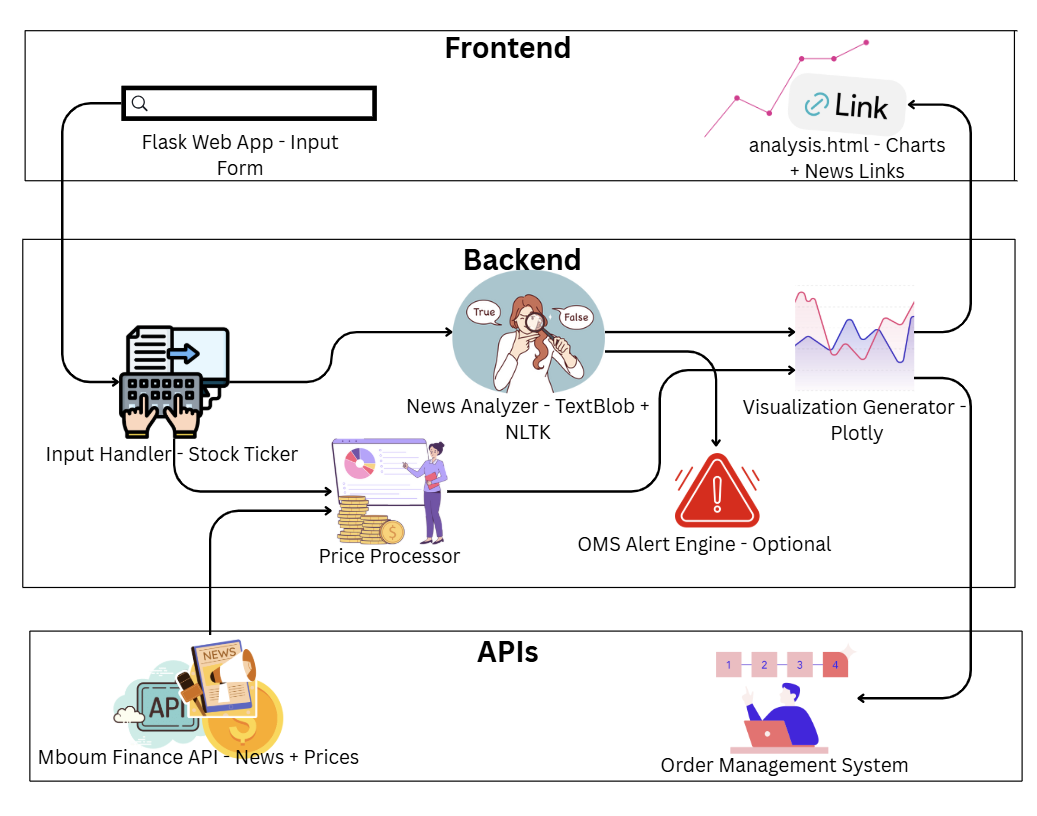 Frontend
Link
Flask Web App - Input
Form
analysis.html - Charts
+ News Links
Backend
True
False
News Analyzer - TextBlob +
NLTK
Visualization Generator -
Plotly
Input Handler - Stock Ticker
Price Processor
OMS Alert Engine - Optional
APIs
NEWS
API
1
2
3
4
Mboum Finance API - News + Prices
Order Management System